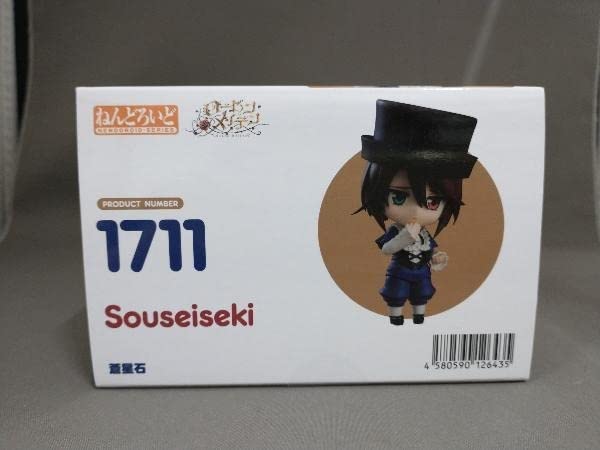 ねんどろいど
NENDOROID-SERIES
ローゼンメイデン
PRODUCT NUMBER
1711
Souseiseki
蒼星石
4 580590 126435